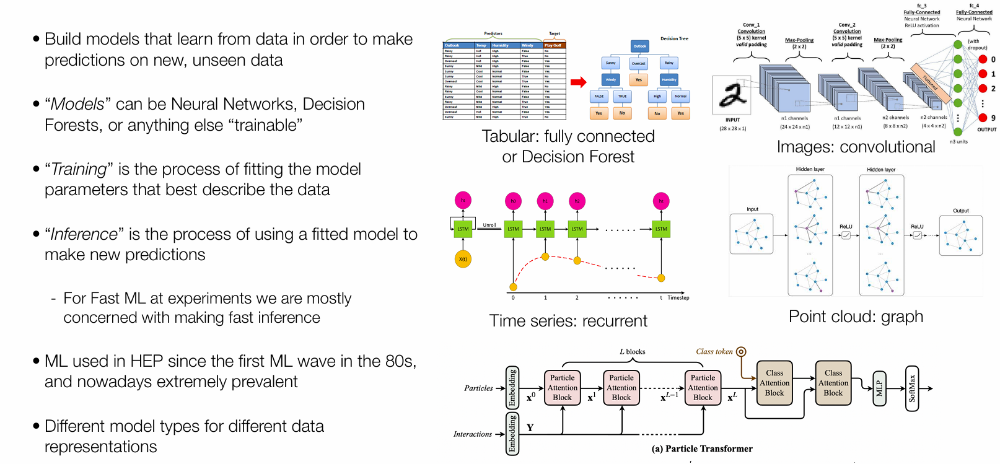 • Build models that learn from data in order to make
predictions on new, unseen data
• “Models” can be Neural Networks, Decision
Forests, or anything else “trainable”
• “Training” is the process of fitting the model
parameters that best describe the data
• “Inference” is the process of using a fitted model to
make new predictions
- For Fast ML at experiments we are mostly
concerned with making fast inference
• ML used in HEP since the first ML wave in the 80s,
and nowadays extremely prevalent
• Different model types for different data
representations
Predictors Target
Outlook Temp Humidity Windy Play Golf
Rainy Hot High False No
Rainy Hot High True No
Overcast Hot High False Yes
Sunny Mild High False Yes
Sunny Cool Normal False Yes
Sunny Cool Normal True No
Overcast Cool Normal True Yes
Rainy Mild High False No
Rainy Cool Normal False Yes
Sunny Mild Normal False Yes
Rainy Mild Normal True Yes
Overcast Mild High True Yes
Overcast Hot Normal False Yes
Sunny Mild High True No
Decision Tree
Outlook
Sunny Overcast Rainy
Windy Yes Humidity
FALSE TRUE High Normal
Yes No No Yes
Tabular: fully connected
or Decision Forest
fc_3
Fully-Connected
Neural Network
ReLU activation
fc_4
Fully-Connected
Neural Network
Conv_1
Convolution
(5 x 5) kernel
valid padding
Max-Pooling
(2 x 2)
Conv_2
Convolution
(5 x 5) kernel
valid padding
Max-Pooling
(2 x 2)
(with
dropout)
Flattened
0
1
2
9
INPUT
(28 x 28 x 1)
n1 channels
(24 x 24 x n1)
n1 channels
(12 x 12 x n1)
n2 channels
(8 x 8 x n2)
n2 channels
(4 x 4 x n2)
OUTPUT
n3 units
Images: convolutional
ht h0 h1 h2 ht
LSTM Unroll LSTM LSTM LSTM ...... LSTM
X(t)
......
0 1 2 ...... t Timestep
Time series: recurrent
Hidden layer Hidden layer
Input Output
ReLU ReLU
...
... ...
Point cloud: graph
L blocks
Class token
Particles
Embedding
x⁰
Particle
Attention
Block
x¹
Particle
Attention
Block
xᴸ⁻¹
Particle
Attention
Block
xᴸ
Class
Attention
Block
Class
Attention
Block
MLP
SoftMax
Interactions
Embedding
Y
(a) Particle Transformer